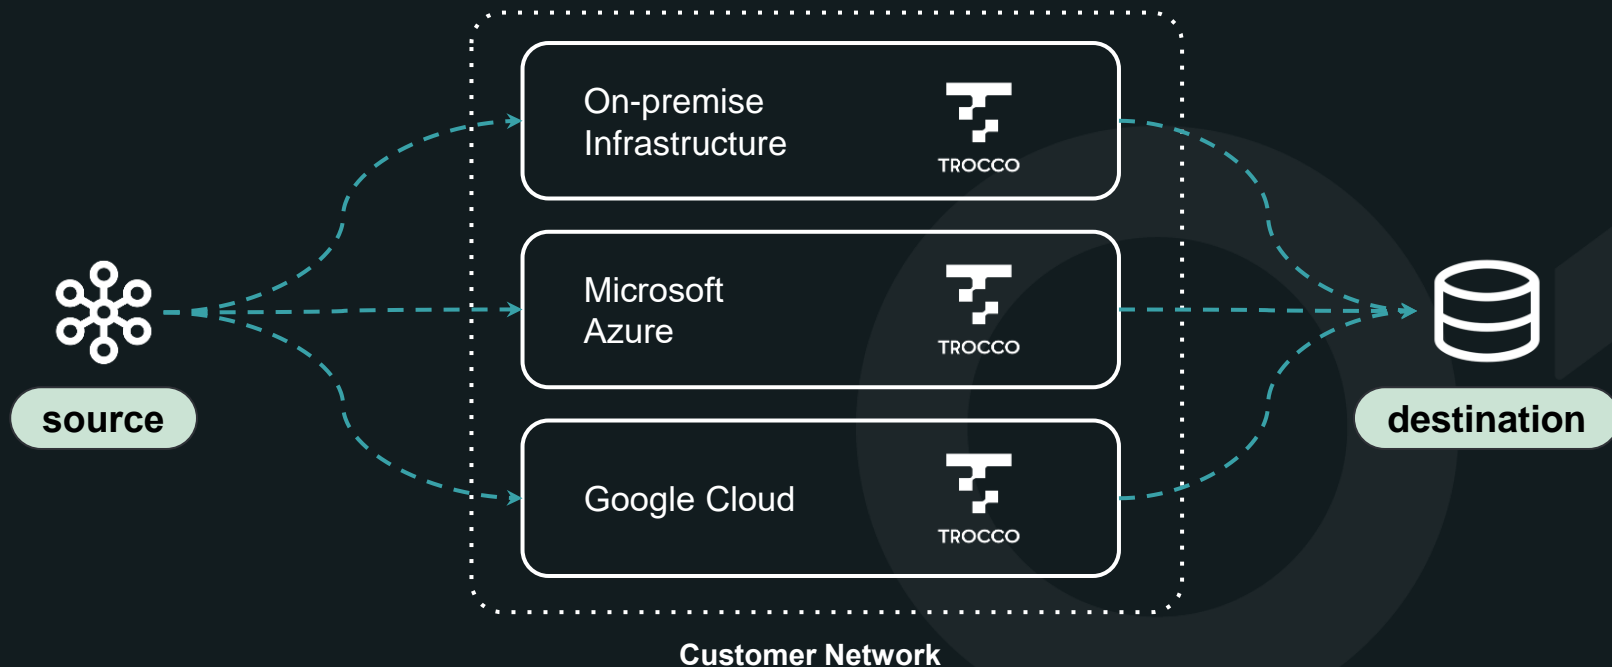 On-premise
Infrastructure
TROCCO
Microsoft
Azure
TROCCO
source
destination
Google Cloud
TROCCO
Customer Network